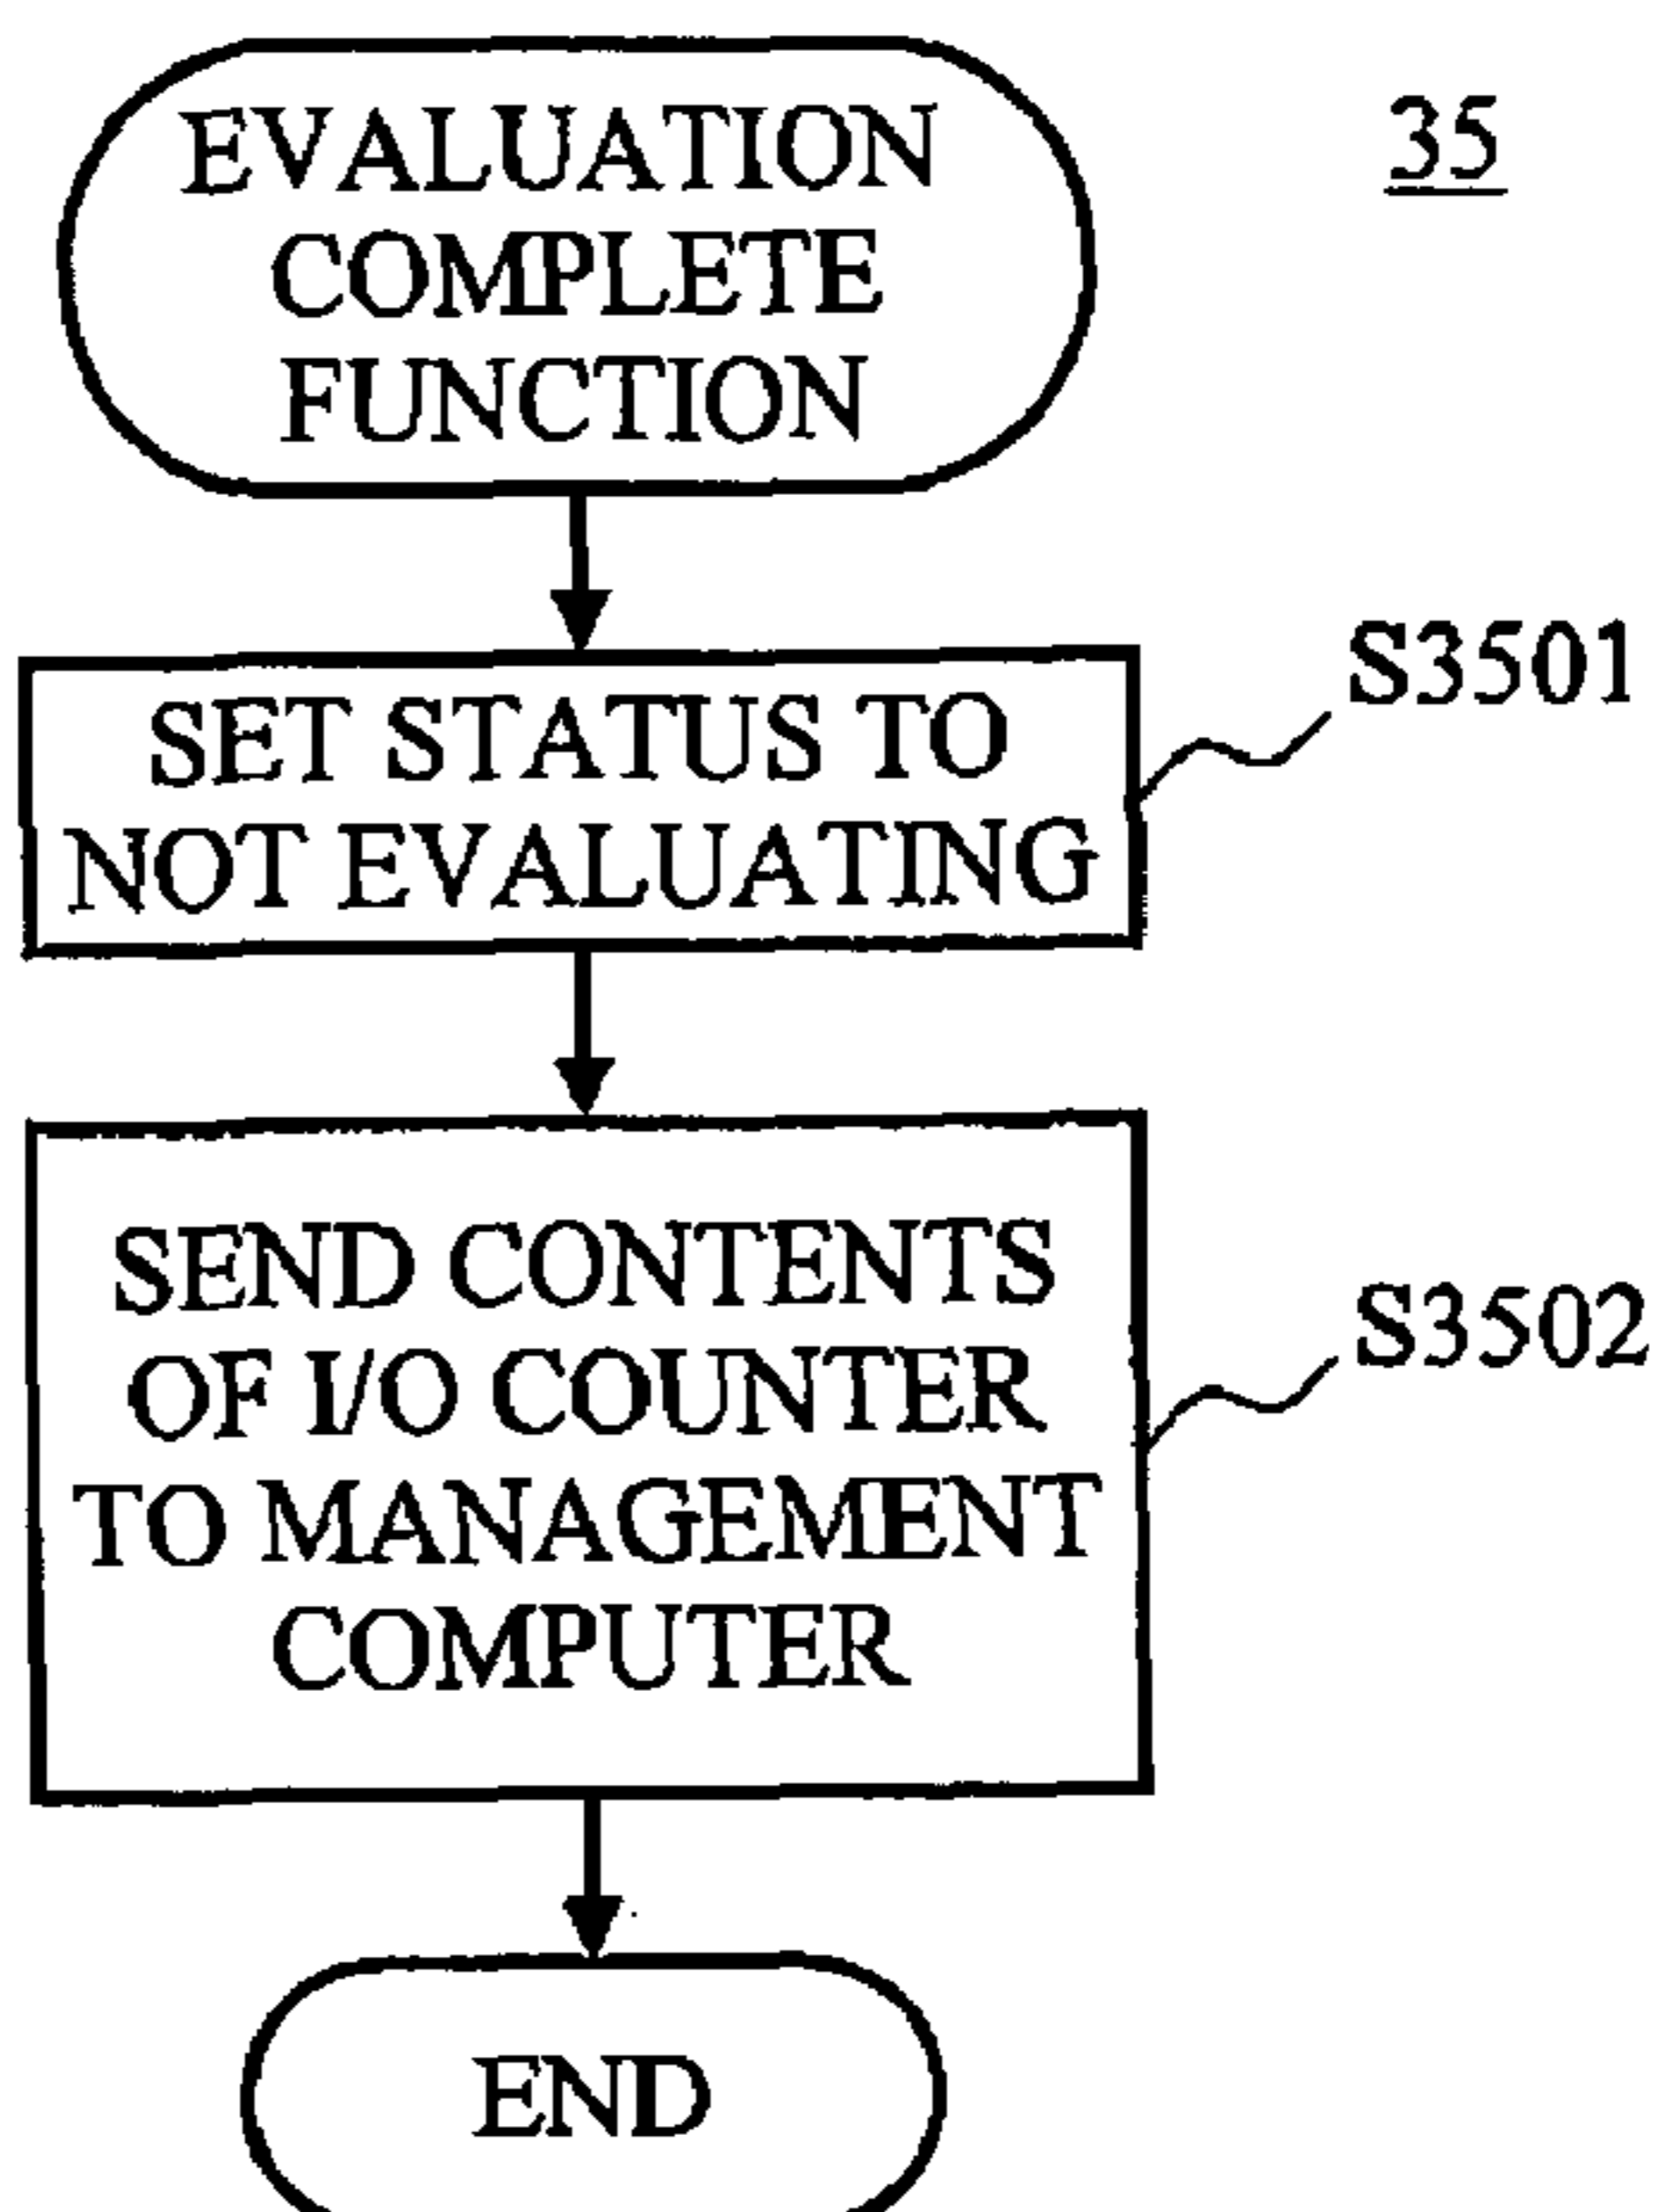 EVALUATION
COMPLETE
FUNCTION
35
SET STATUS TO
NOT EVALUATING
S3501
SEND CONTENTS
OF I/O COUNTER
TO MANAGEMENT
COMPUTER
S3502
END